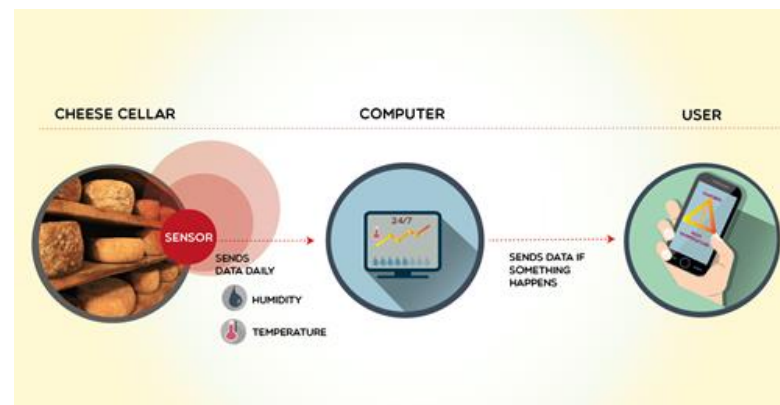 CHEESE CELLAR
COMPUTER
USER
SENSOR
SENDS
DATA DAILY
HUMIDITY
TEMPERATURE
24/7
SENDS DATA IF
SOMETHING
HAPPENS